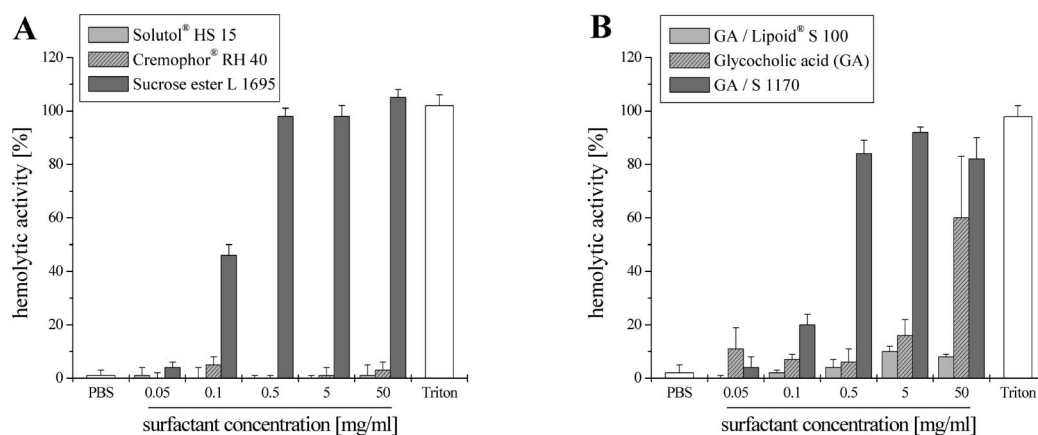 A
Solutol® HS 15
Cremophor® RH 40
Sucrose ester L 1695
hemolytic activity [%]
120
100
80
60
40
20
0
PBS 0.05 0.1 0.5 5 50 Triton
surfactant concentration [mg/ml]
B
GA / Lipoid® S 100
Glycocholic acid (GA)
GA / S 1170
hemolytic activity [%]
120
100
80
60
40
20
0
PBS 0.05 0.1 0.5 5 50 Triton
surfactant concentration [mg/ml]